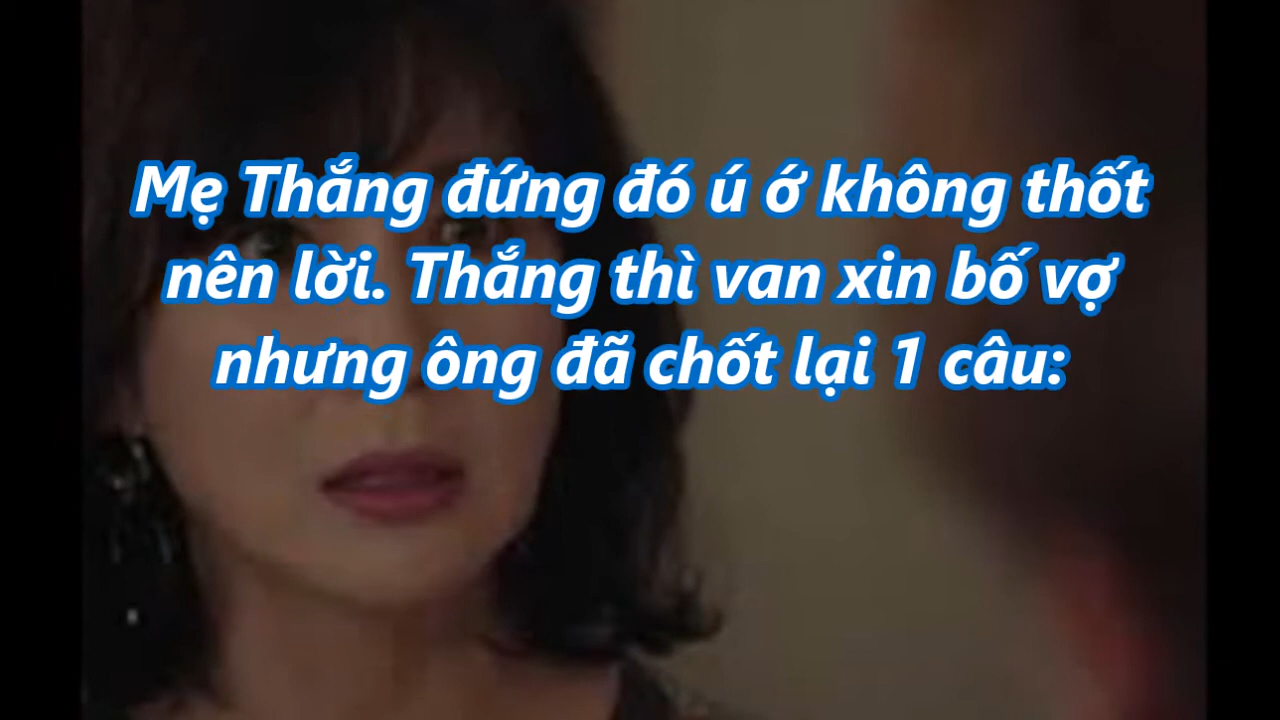 Mẹ Thắng đứng đó ú ớ không thốt
nên lời. Thắng thì van xin bố vợ
nhưng ông đã chốt lại 1 câu: